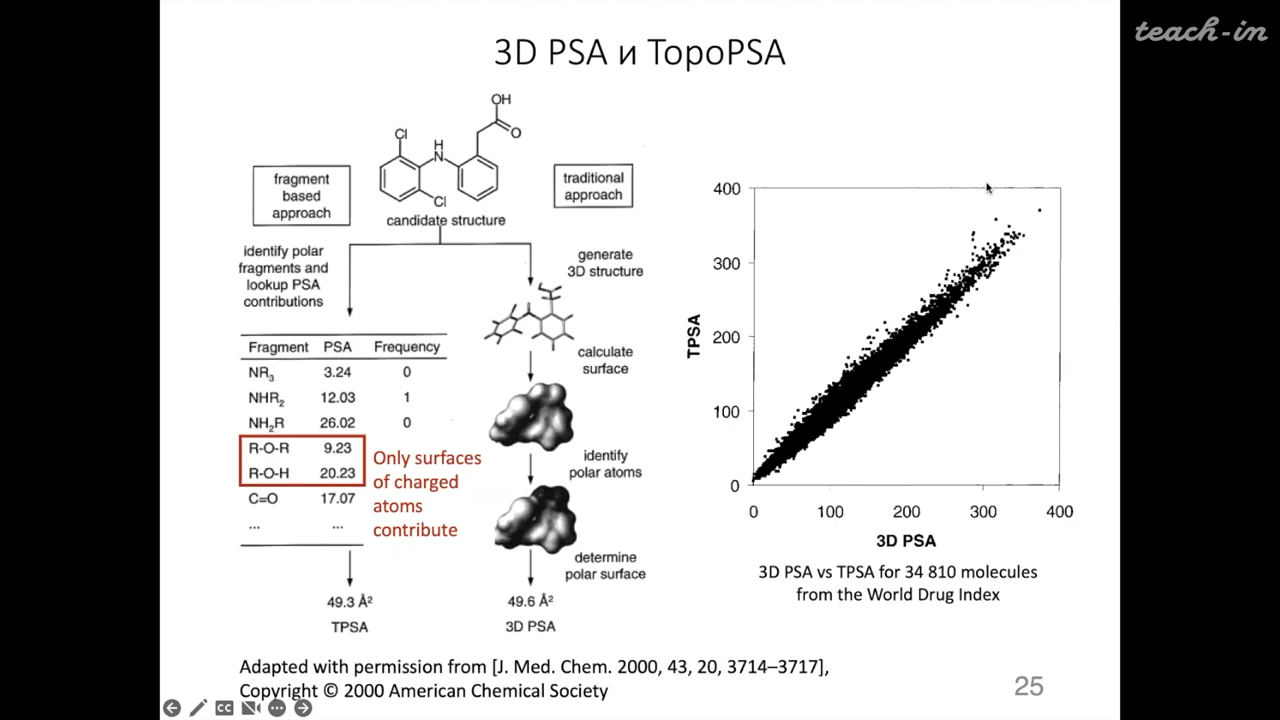 teach-in
3D PSA и TopoPSA
OH
O
Cl
H
N
Cl
candidate structure
fragment
based
approach
traditional
approach
identify polar
fragments and
lookup PSA
contributions
generate
3D structure
Fragment PSA Frequency
NR3 3.24 0
NHR2 12.03 1
NH2R 26.02 0
R-O-R 9.23
R-O-H 20.23
C=O 17.07
... ...
Only surfaces
of charged
atoms
contribute
calculate
surface
identify
polar atoms
determine
polar surface
49.3 Å²
TPSA
49.6 Å²
3D PSA
400
300
200
100
0
TPSA
0 100 200 300 400
3D PSA
3D PSA vs TPSA for 34 810 molecules
from the World Drug Index
Adapted with permission from [J. Med. Chem. 2000, 43, 20, 3714–3717],
Copyright © 2000 American Chemical Society
25
CC